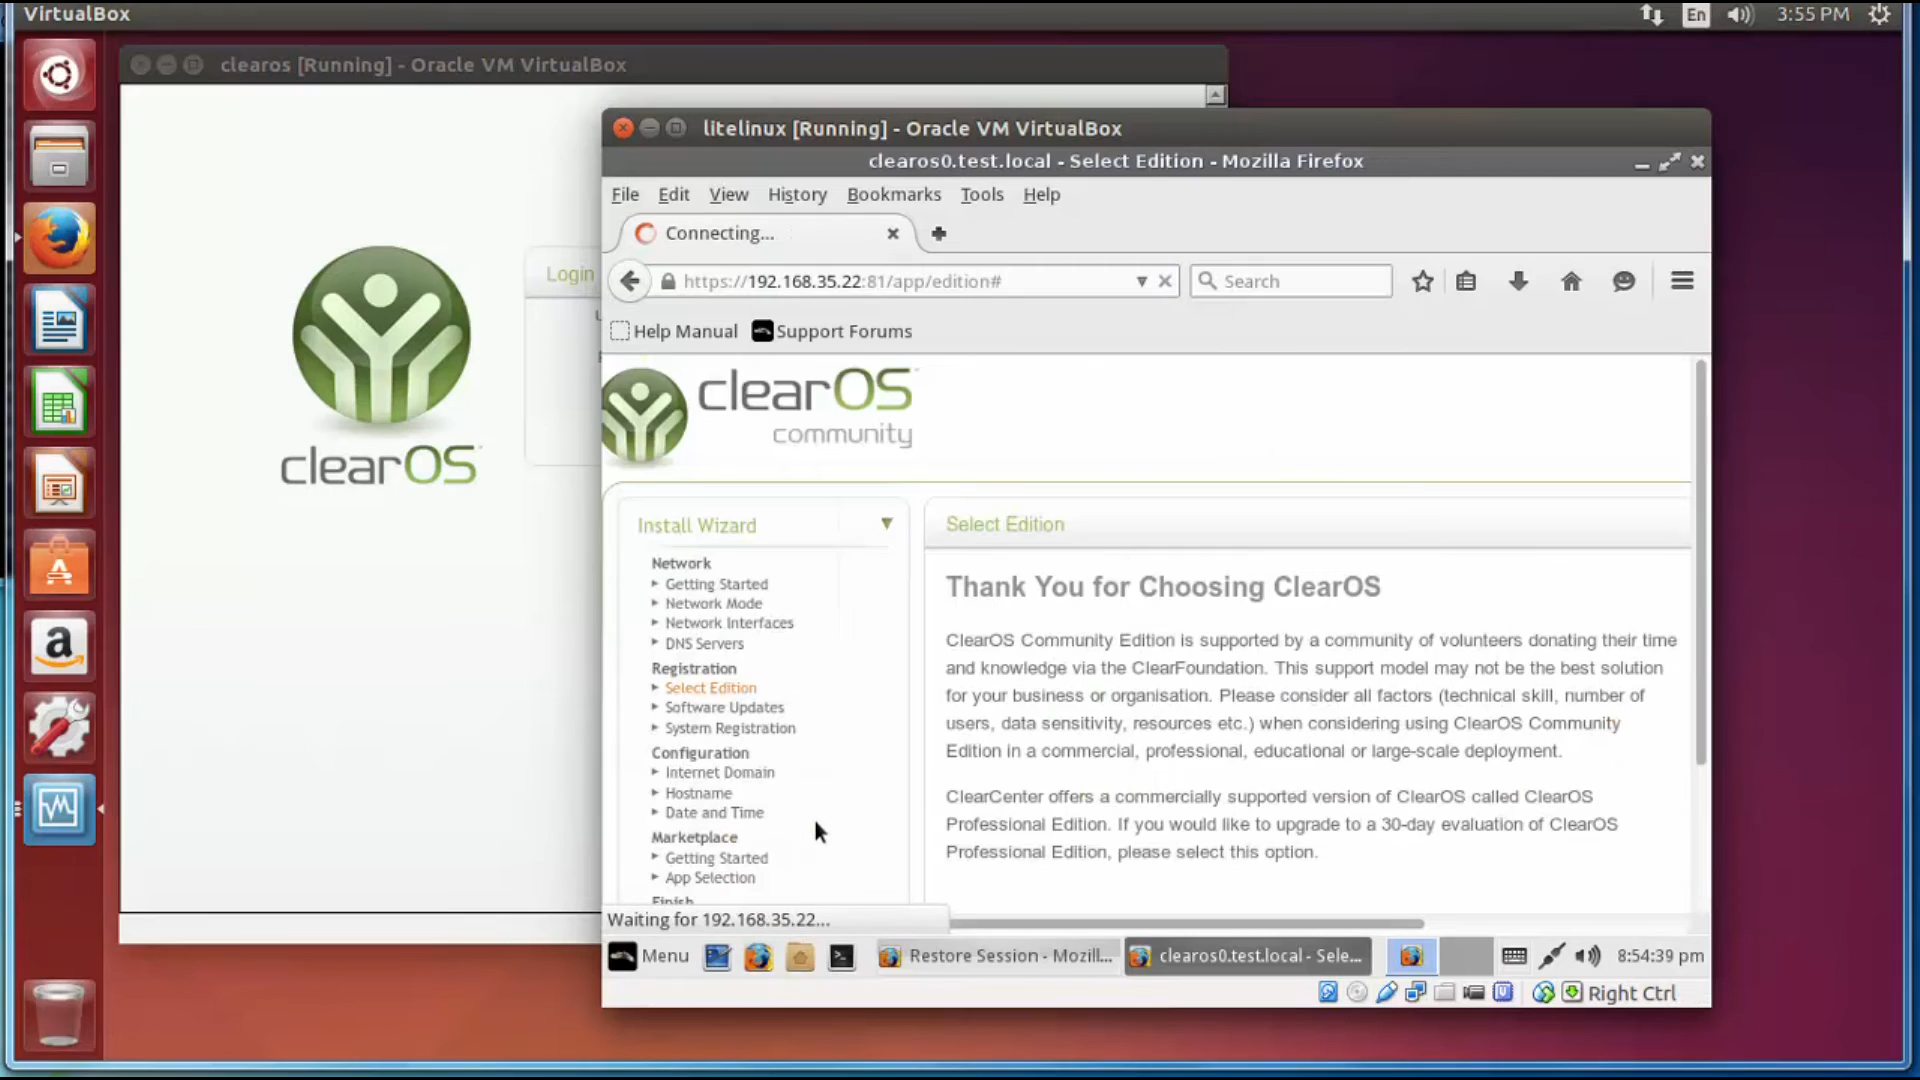 VirtualBox
En
3:55 PM
clearos [Running] - Oracle VM VirtualBox
clearOS
Login
litelinux [Running] - Oracle VM VirtualBox
clearos0.test.local - Select Edition - Mozilla Firefox
File Edit View History Bookmarks Tools Help
Connecting...
https://192.168.35.22:81/app/edition#
Search
Help Manual
Support Forums
clearOS
community
Install Wizard
Network
Getting Started
Network Mode
Network Interfaces
DNS Servers
Registration
Select Edition
Software Updates
System Registration
Configuration
Internet Domain
Hostname
Date and Time
Marketplace
Getting Started
App Selection
Finish
Select Edition
Thank You for Choosing ClearOS
ClearOS Community Edition is supported by a community of volunteers donating their time
and knowledge via the ClearFoundation. This support model may not be the best solution
for your business or organisation. Please consider all factors (technical skill, number of
users, data sensitivity, resources etc.) when considering using ClearOS Community
Edition in a commercial, professional, educational or large-scale deployment.
ClearCenter offers a commercially supported version of ClearOS called ClearOS
Professional Edition. If you would like to upgrade to a 30-day evaluation of ClearOS
Professional Edition, please select this option.
Waiting for 192.168.35.22...
Menu
Restore Session - Mozill...
clearos0.test.local - Sele...
8:54:39 pm
Right Ctrl